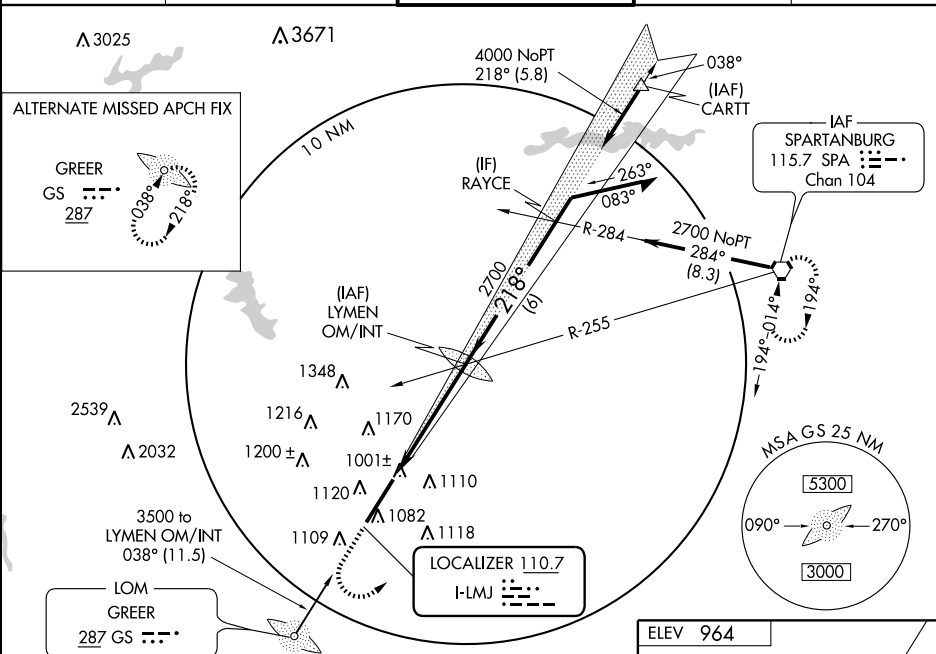 3025
3671
4000 NoPT
218° (5.8)
038°
(IAF)
CARTT
ALTERNATE MISSED APCH FIX
GREER
GS
287
038°
218°
10 NM
(IF)
RAYCE
263°
083°
IAF
SPARTANBURG
115.7 SPA
Chan 104
R-284
2700 NoPT
284°
(8.3)
2700
218°
(6)
(IAF)
LYMEN
OM/INT
R-255
194°
014°
194°
1348
2539
1216
1170
2032
1200 ±
1001±
1120
1110
1082
1109
1118
MSA GS 25 NM
5300
090°
270°
3000
3500 to
LYMEN OM/INT
038° (11.5)
LOCALIZER 110.7
I-LMJ
LOM
GREER
287 GS
ELEV 964